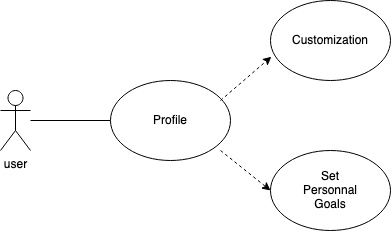 Customization
Profile
user
Set
Personnal
Goals